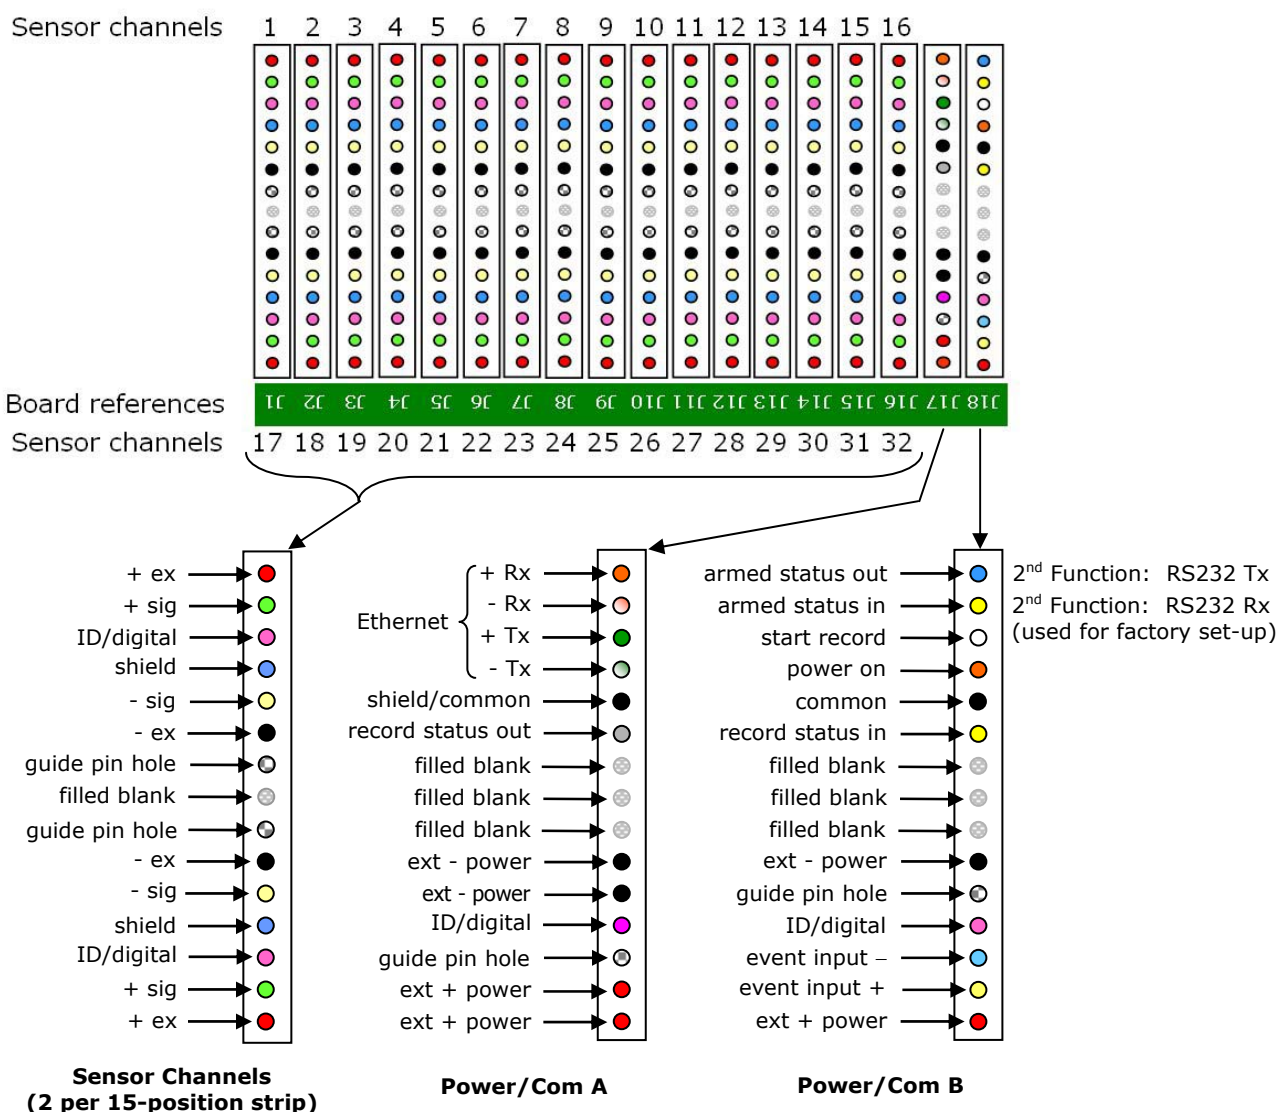 Sensor channels 1 2 3 4 5 6 7 8 9 10 11 12 13 14 15 16
Board references J1 J2 J3 J4 J5 J6 J7 J8 J9 J10 J11 J12 J13 J14 J15 J16 J17 J18
Sensor channels 17 18 19 20 21 22 23 24 25 26 27 28 29 30 31 32
+ ex
+ sig
ID/digital
shield
- sig
- ex
guide pin hole
filled blank
guide pin hole
- ex
- sig
shield
ID/digital
+ sig
+ ex
Sensor Channels
(2 per 15-position strip)
Ethernet
+ Rx
- Rx
+ Tx
- Tx
shield/common
record status out
filled blank
filled blank
filled blank
ext - power
ext - power
ID/digital
guide pin hole
ext + power
ext + power
Power/Com A
armed status out 2nd Function: RS232 Tx
armed status in 2nd Function: RS232 Rx
(used for factory set-up)
start record
power on
common
record status in
filled blank
filled blank
filled blank
ext - power
guide pin hole
ID/digital
event input –
event input +
ext + power
Power/Com B